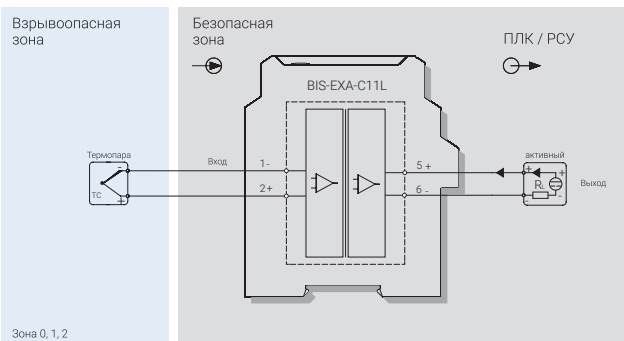 Взрывоопасная
зона
Безопасная
зона
ПЛК / РСУ
BIS-EXA-C11L
Термопара
-
TC
+
Вход
1-
2+
5 +
6 -
активный
+
+
RL
-
-
Выход
Зона 0, 1, 2